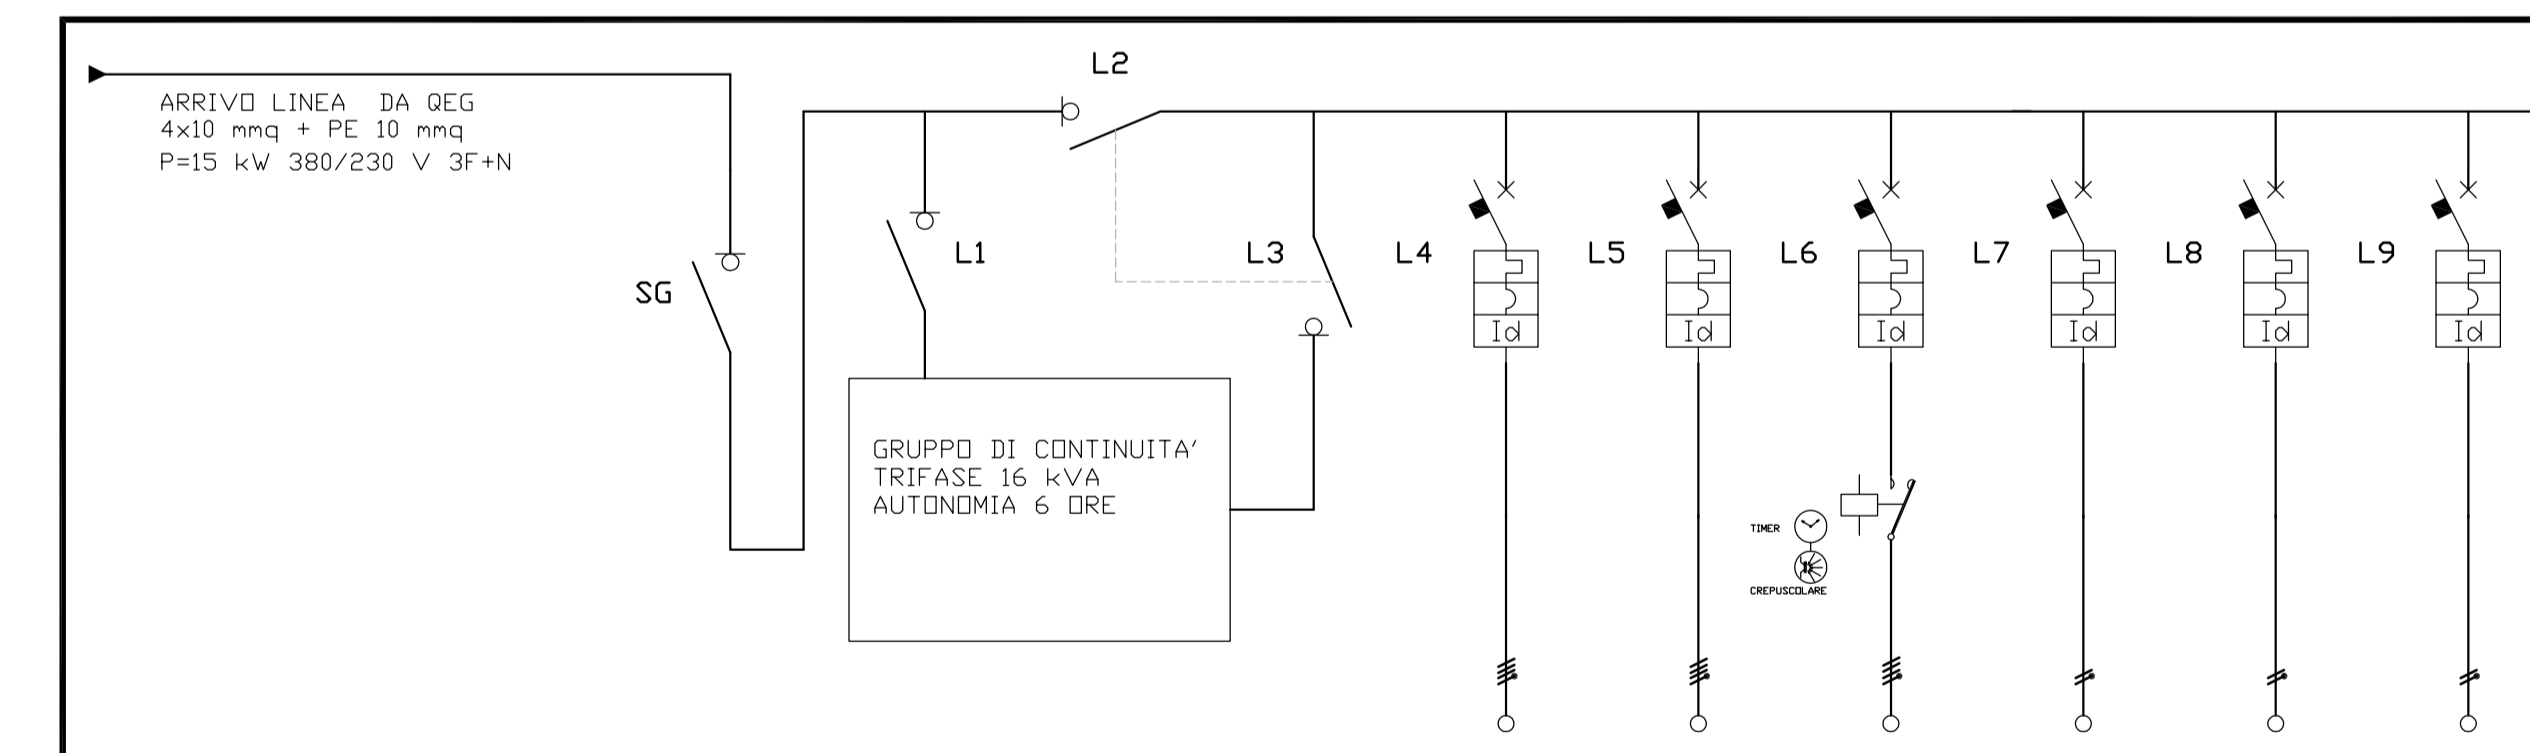 ARRIVO LINEA DA QEG
4x10 mmq + PE 10 mmq
P=15 kW 380/230 V 3F+N
SG
L1
L2
L3
L4
L5
L6
L7
L8
L9
GRUPPO DI CONTINUITA'
TRIFASE 16 kVA
AUTONOMIA 6 ORE
Id
Id
Id
Id
Id
Id
TIMER
CREPUSCOLARE